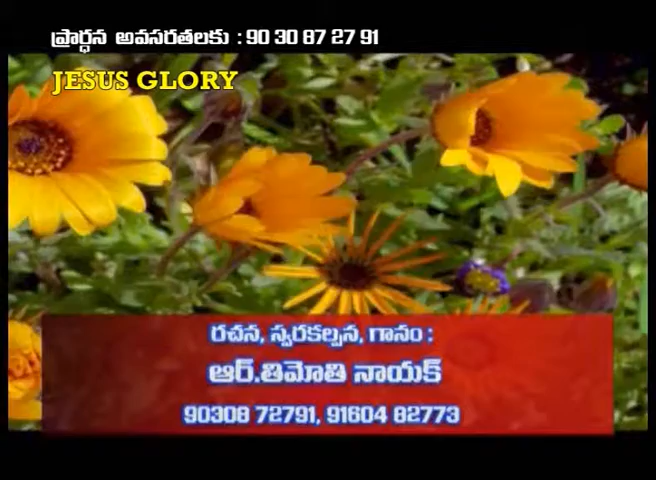 ప్రార్ధన అవసరతలకు : 90 30 87 27 91
JESUS GLORY
రచన, స్వరకల్పన, గానం :
ఆర్.తిమోతి నాయక్
90308 72791, 91604 82773